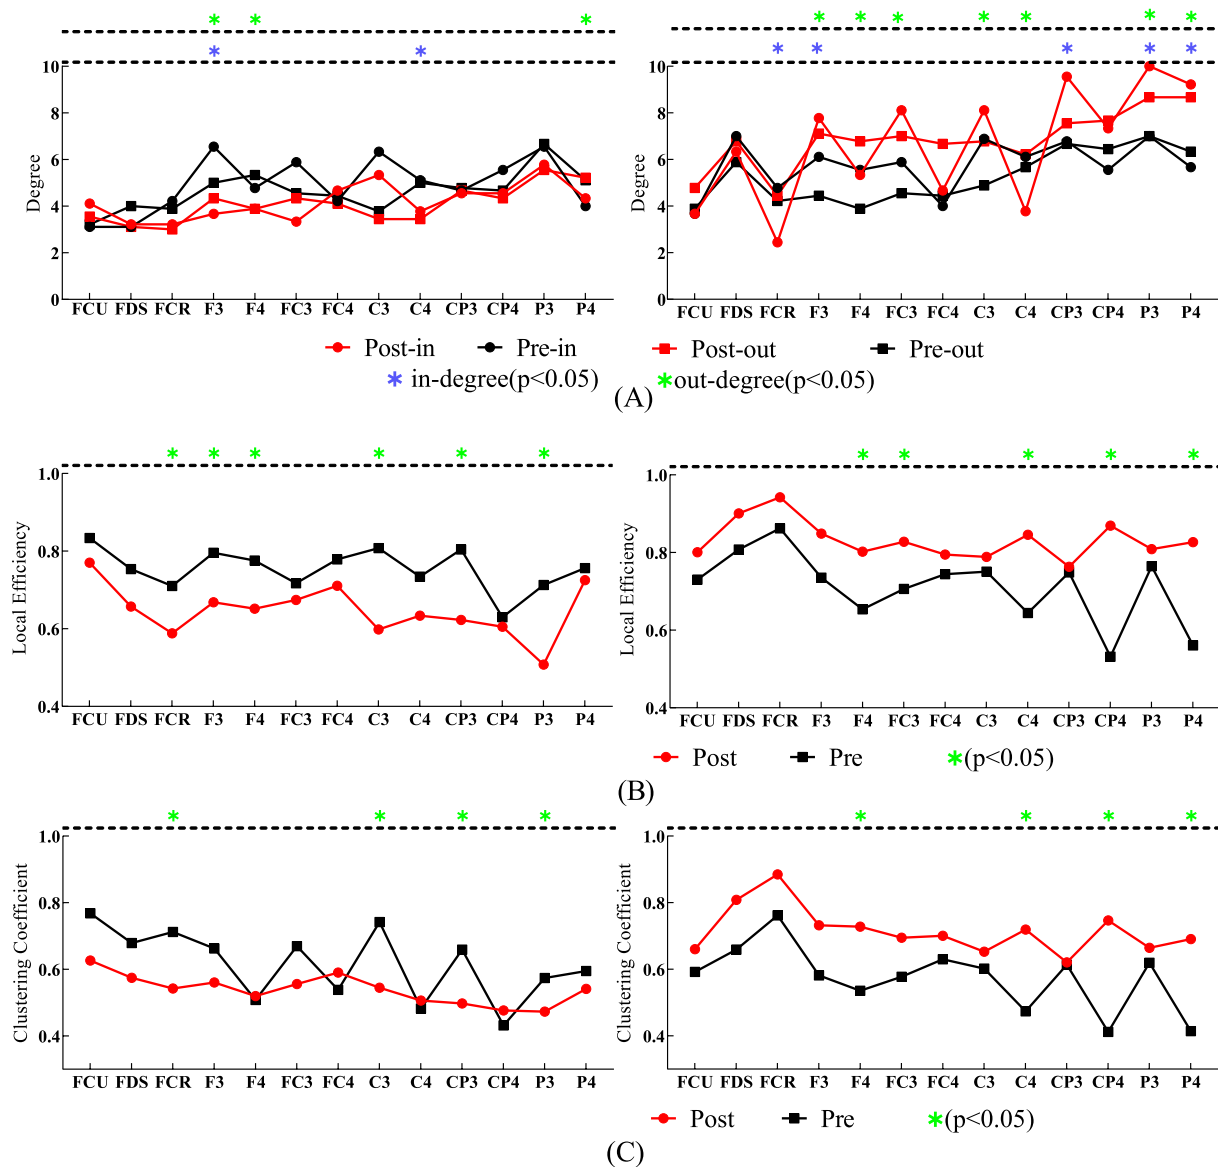 * * *
* * * * * * *
* *
* * * * *
10 8 6 4 2 0
Degree
FCU FDS FCR F3 F4 FC3 FC4 C3 C4 CP3 CP4 P3 P4
10 8 6 4 2 0
Degree
FCU FDS FCR F3 F4 FC3 FC4 C3 C4 CP3 CP4 P3 P4
Post-in Pre-in Post-out Pre-out
* in-degree(p<0.05) *out-degree(p<0.05)
(A)
* * * * * *
* * * * *
1.0 0.8 0.6 0.4
Local Efficiency
FCU FDS FCR F3 F4 FC3 FC4 C3 C4 CP3 CP4 P3 P4
1.0 0.8 0.6 0.4
Local Efficiency
FCU FDS FCR F3 F4 FC3 FC4 C3 C4 CP3 CP4 P3 P4
Post Pre *(p<0.05)
(B)
* * * *
* * * *
1.0 0.8 0.6 0.4
Clustering Coefficient
FCU FDS FCR F3 F4 FC3 FC4 C3 C4 CP3 CP4 P3 P4
1.0 0.8 0.6 0.4
Clustering Coefficient
FCU FDS FCR F3 F4 FC3 FC4 C3 C4 CP3 CP4 P3 P4
Post Pre *(p<0.05)
(C)